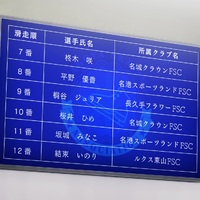 滑走順 選手氏名 所属クラブ名
7番 柊木 咲 名城クラウンFSC
8番 平野 優香 名港スポーツランドFSC
9番 桐谷 ジュリア 長久手フラワーFSC
10番 桜井 ひめ 名城クラウンFSC
11番 坂城 みなこ 名港スポーツランドFSC
12番 結束 いのり ルクス東山FSC